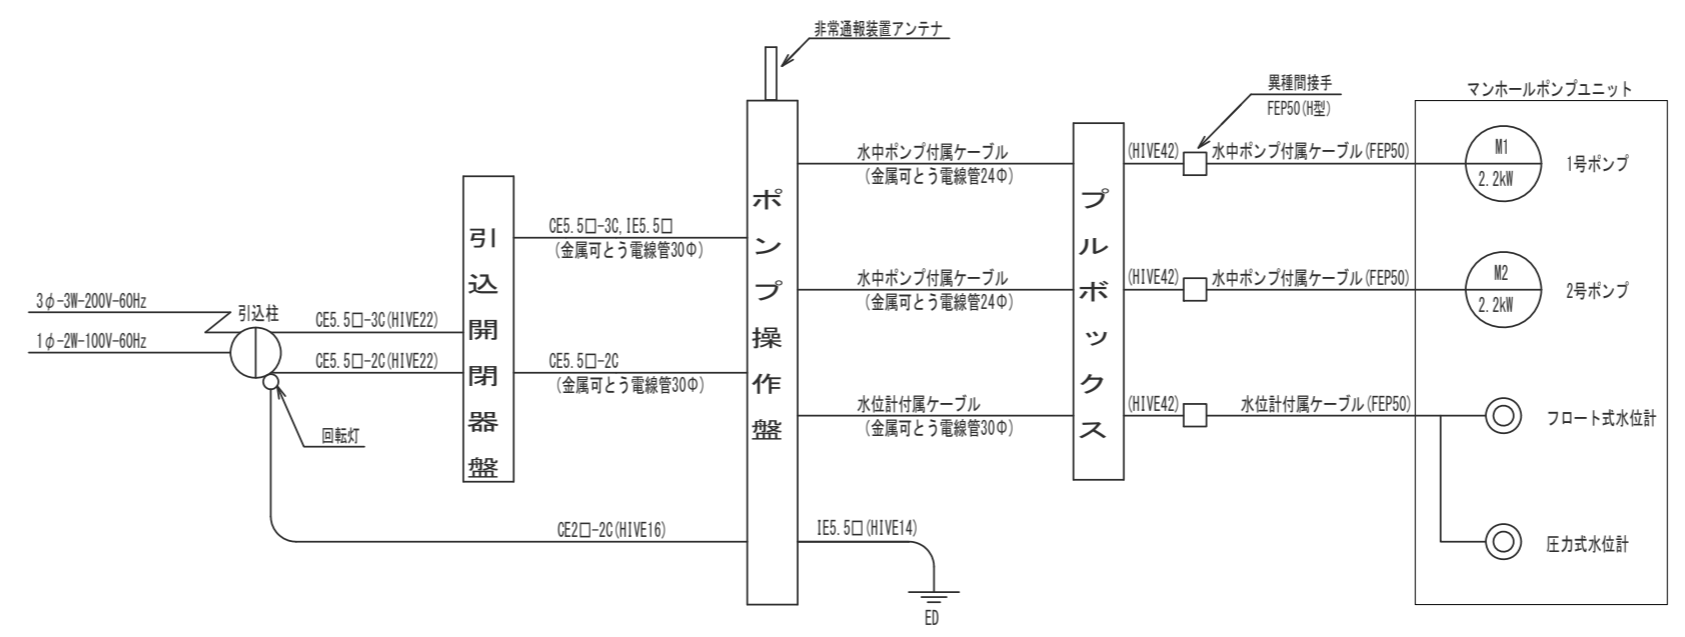 非常通報装置アンテナ
異種間接手
FEP50(H型)
マンホールポンプユニット
水中ポンプ付属ケーブル
(金属可とう電線管24Φ)
(HIVE42)
水中ポンプ付属ケーブル(FEP50)
M1
2.2kW
1号ポンプ
ポンプ操作盤
プルボックス
引込開閉器盤
CE5.5□-3C,IE5.5□
(金属可とう電線管30Φ)
水中ポンプ付属ケーブル
(金属可とう電線管24Φ)
(HIVE42)
水中ポンプ付属ケーブル(FEP50)
M2
2.2kW
2号ポンプ
3φ-3W-200V-60Hz
引込柱
CE5.5□-3C(HIVE22)
1φ-2W-100V-60Hz
CE5.5□-2C(HIVE22)
CE5.5□-2C
(金属可とう電線管30Φ)
水位計付属ケーブル
(金属可とう電線管30Φ)
(HIVE42)
水位計付属ケーブル(FEP50)
フロート式水位計
回転灯
CE2□-2C(HIVE16)
IE5.5□(HIVE14)
圧力式水位計
ED